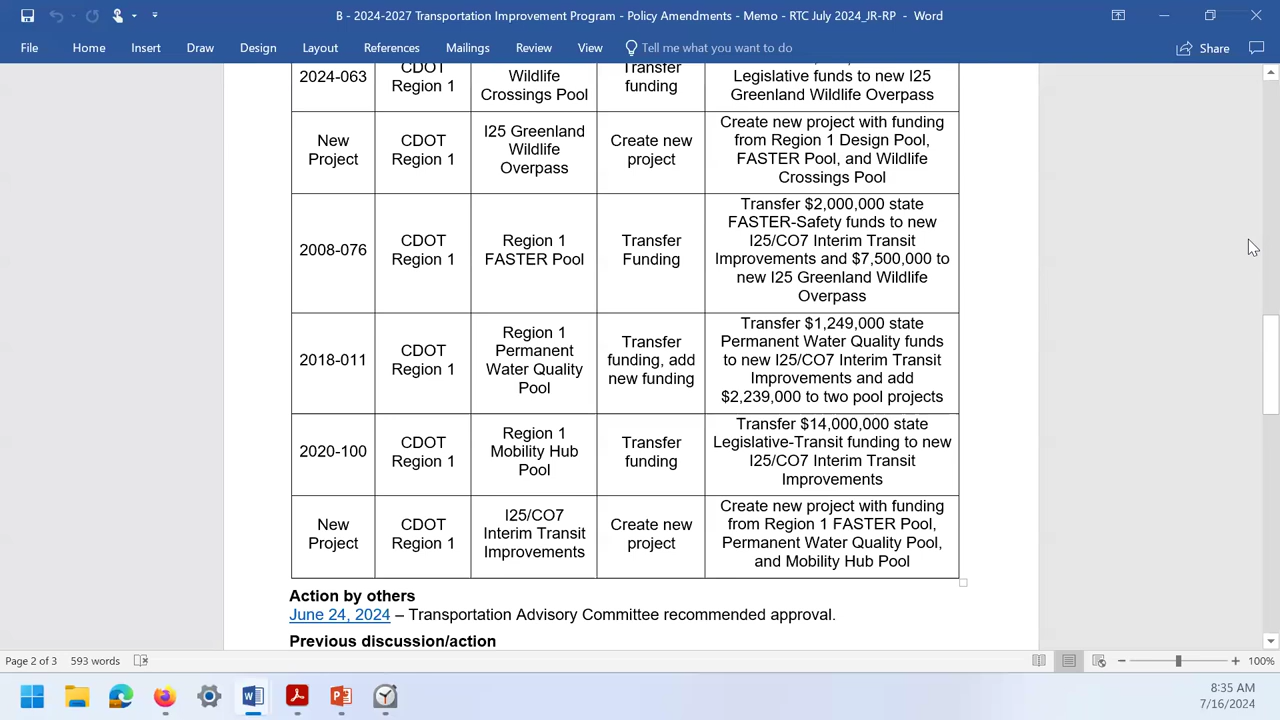 B - 2024-2027 Transportation Improvement Program - Policy Amendments - Memo - RTC July 2024_JR-RP - Word
File Home Insert Draw Design Layout References Mailings Review View Tell me what you want to do Share
2024-063
CDOT
Region 1
Wildlife
Crossings Pool
Transfer
funding
Legislative funds to new I25
Greenland Wildlife Overpass
New
Project
CDOT
Region 1
I25 Greenland
Wildlife
Overpass
Create new
project
Create new project with funding
from Region 1 Design Pool,
FASTER Pool, and Wildlife
Crossings Pool
2008-076
CDOT
Region 1
Region 1
FASTER Pool
Transfer
Funding
Transfer $2,000,000 state
FASTER-Safety funds to new
I25/CO7 Interim Transit
Improvements and $7,500,000 to
new I25 Greenland Wildlife
Overpass
2018-011
CDOT
Region 1
Region 1
Permanent
Water Quality
Pool
Transfer
funding, add
new funding
Transfer $1,249,000 state
Permanent Water Quality funds
to new I25/CO7 Interim Transit
Improvements and add
$2,239,000 to two pool projects
2020-100
CDOT
Region 1
Region 1
Mobility Hub
Pool
Transfer
funding
Transfer $14,000,000 state
Legislative-Transit funding to new
I25/CO7 Interim Transit
Improvements
New
Project
CDOT
Region 1
I25/CO7
Interim Transit
Improvements
Create new
project
Create new project with funding
from Region 1 FASTER Pool,
Permanent Water Quality Pool,
and Mobility Hub Pool
Action by others
June 24, 2024 – Transportation Advisory Committee recommended approval.
Previous discussion/action
Page 2 of 3 593 words 100%
8:35 AM
7/16/2024